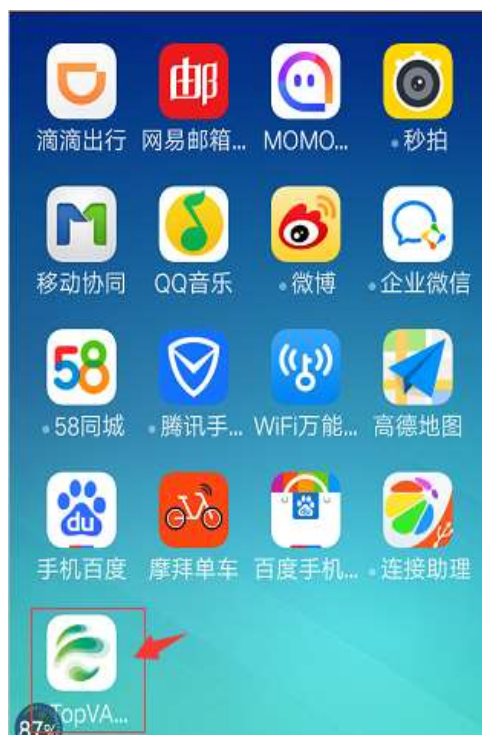 邮
滴滴出行 网易邮箱... MOMO... 秒拍
移动协同 QQ音乐 微博 企业微信
58
58同城 腾讯手... WiFi万能... 高德地图
du
手机百度 摩拜单车 百度手机... 连接助理
TopVA...
87%